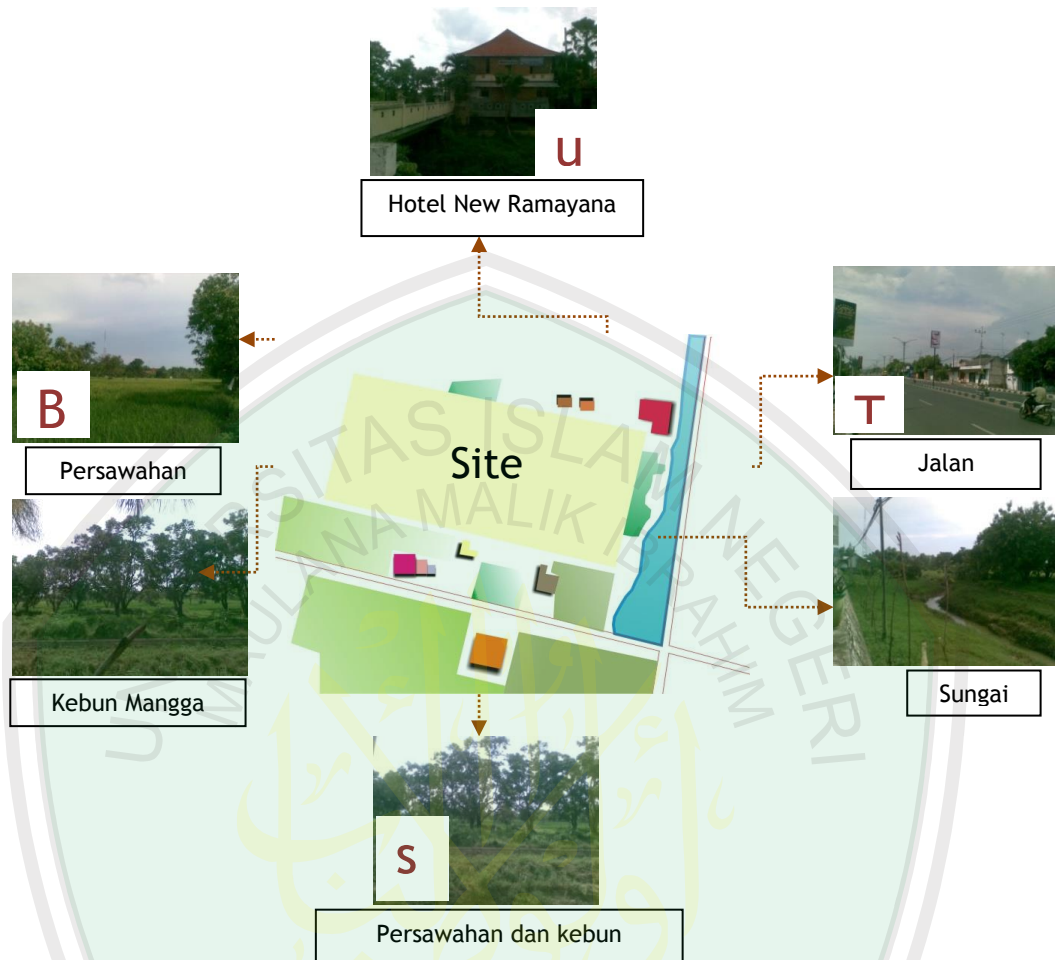 U
Hotel New Ramayana
B
Persawahan
T
Jalan
Site
Kebun Mangga
Sungai
S
Persawahan dan kebun
UNIVERSITAS ISLAM NEGERI
MAULANA MALIK IBRAHIM